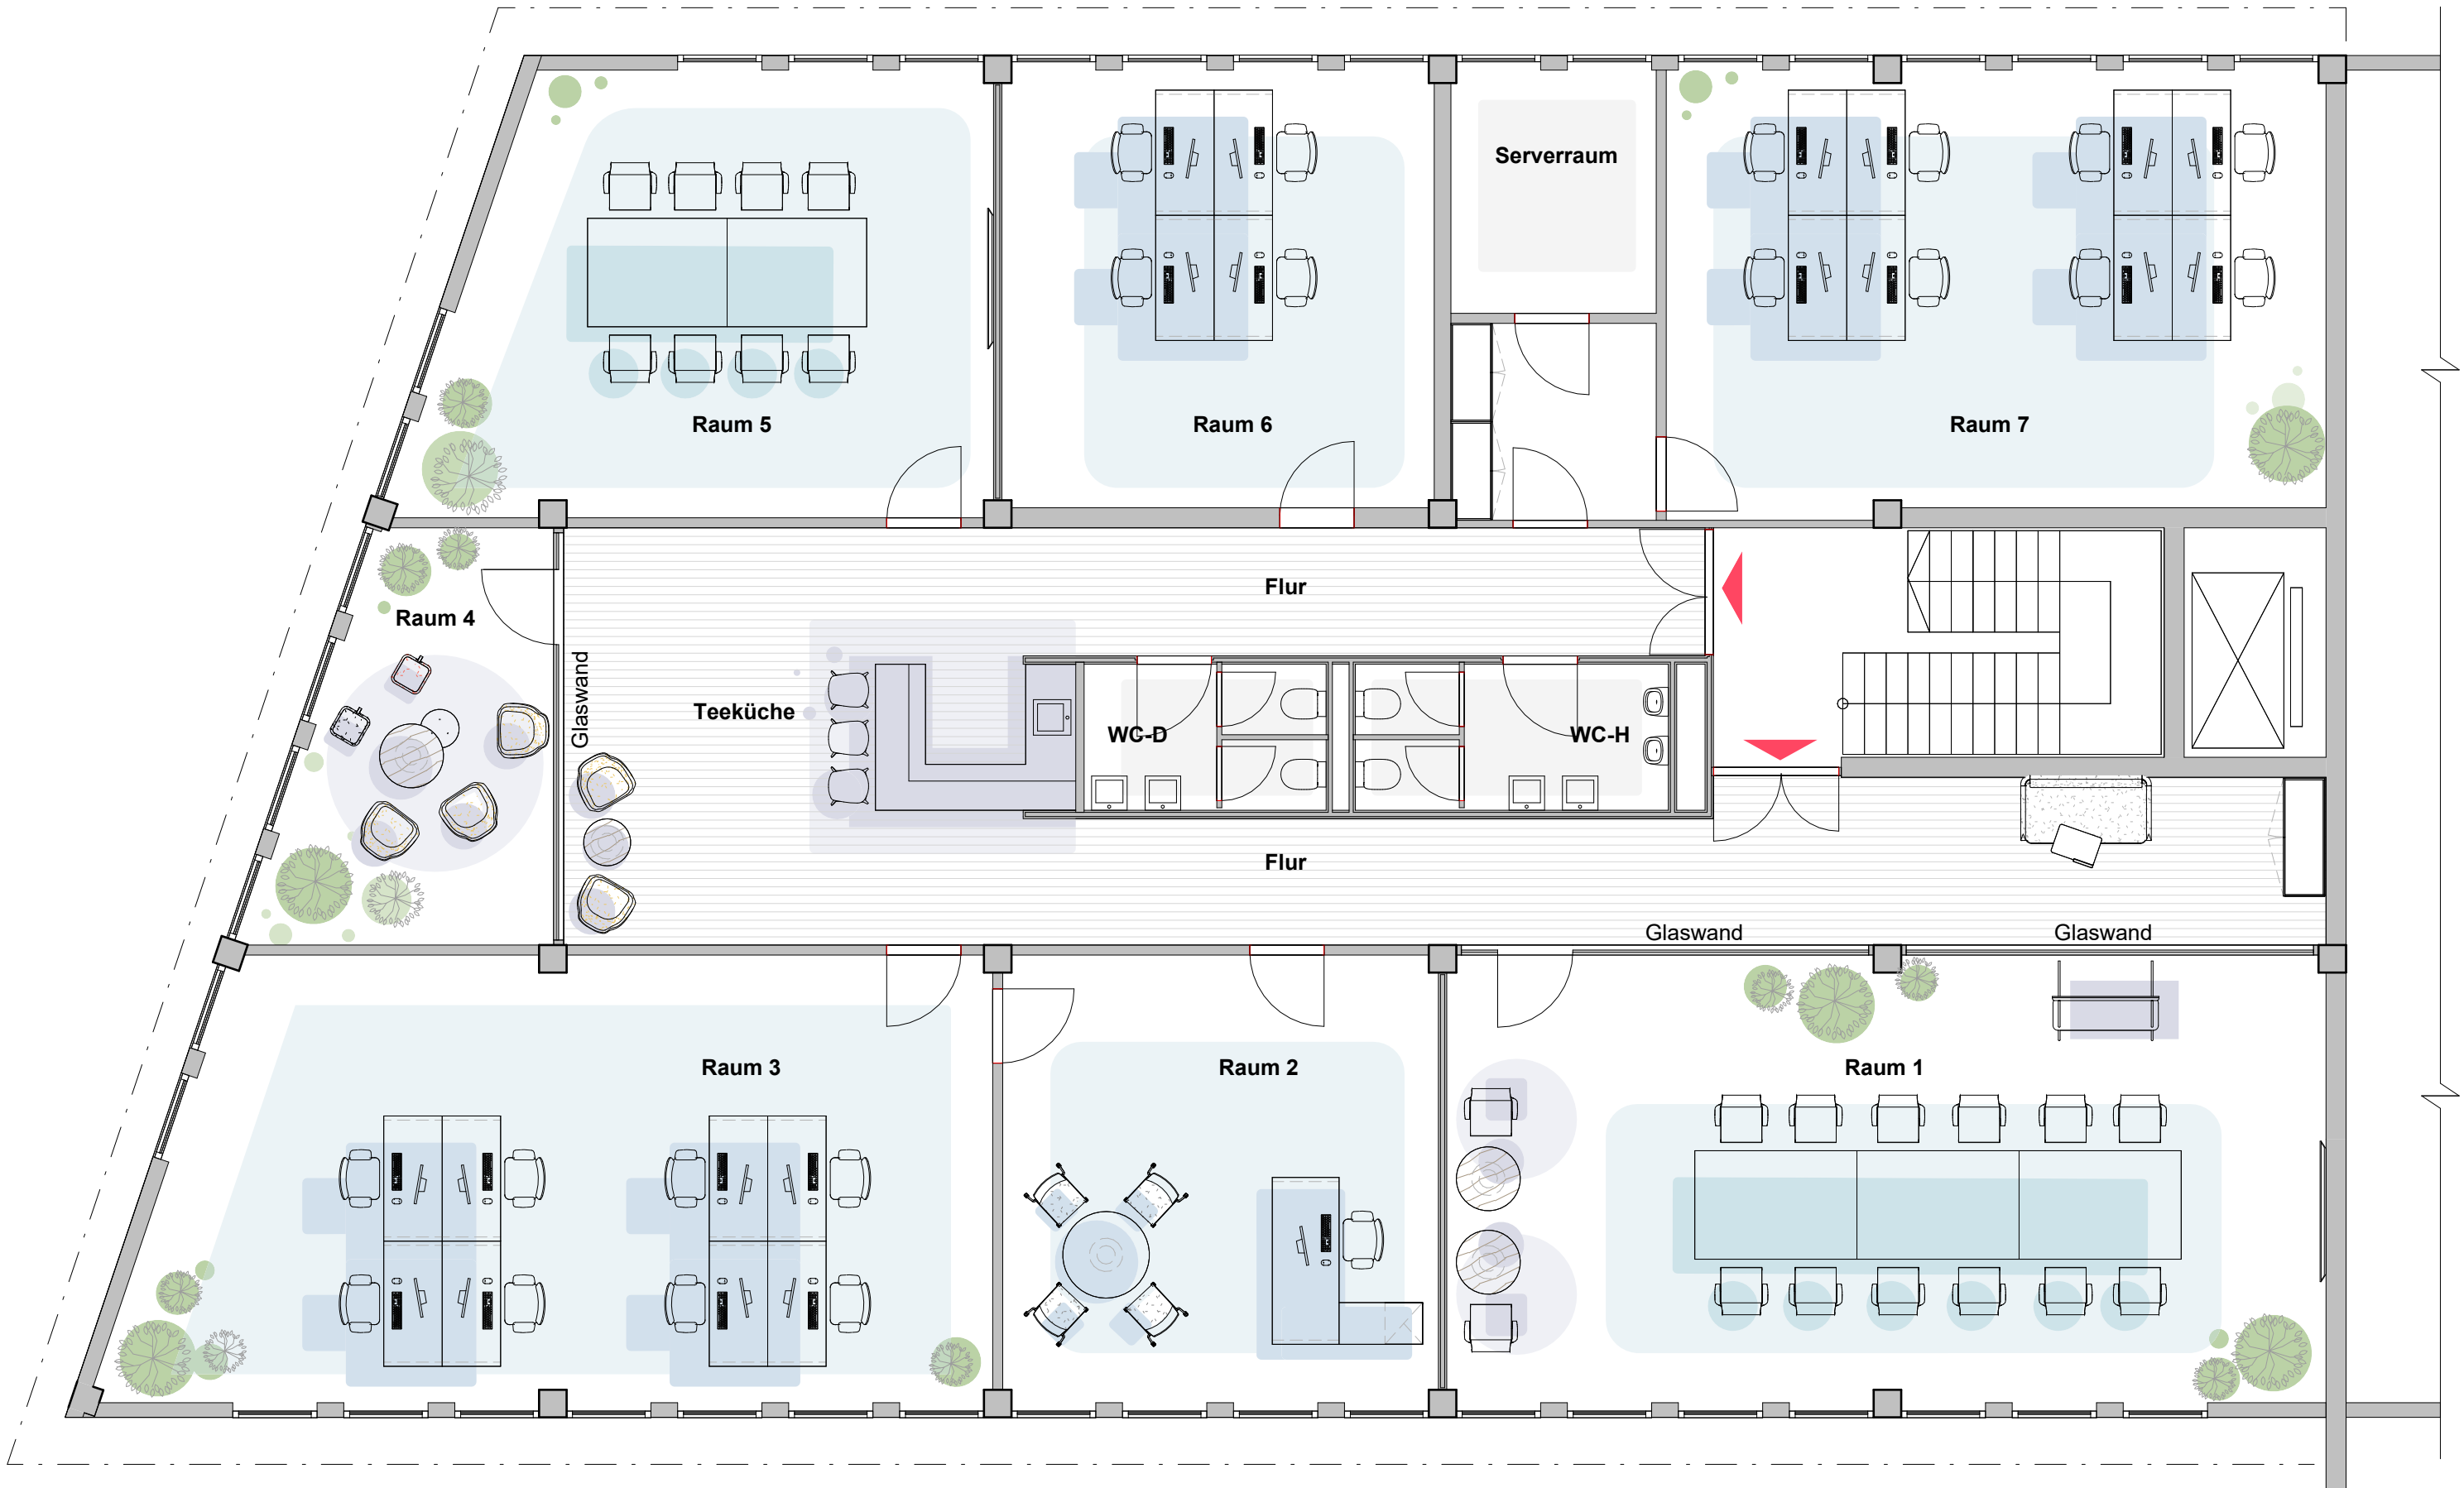 Serverraum
Raum 5
Raum 6
Raum 7
Flur
Raum 4
Glaswand
Teeküche
WC-D
WC-H
Flur
Glaswand
Glaswand
Raum 3
Raum 2
Raum 1